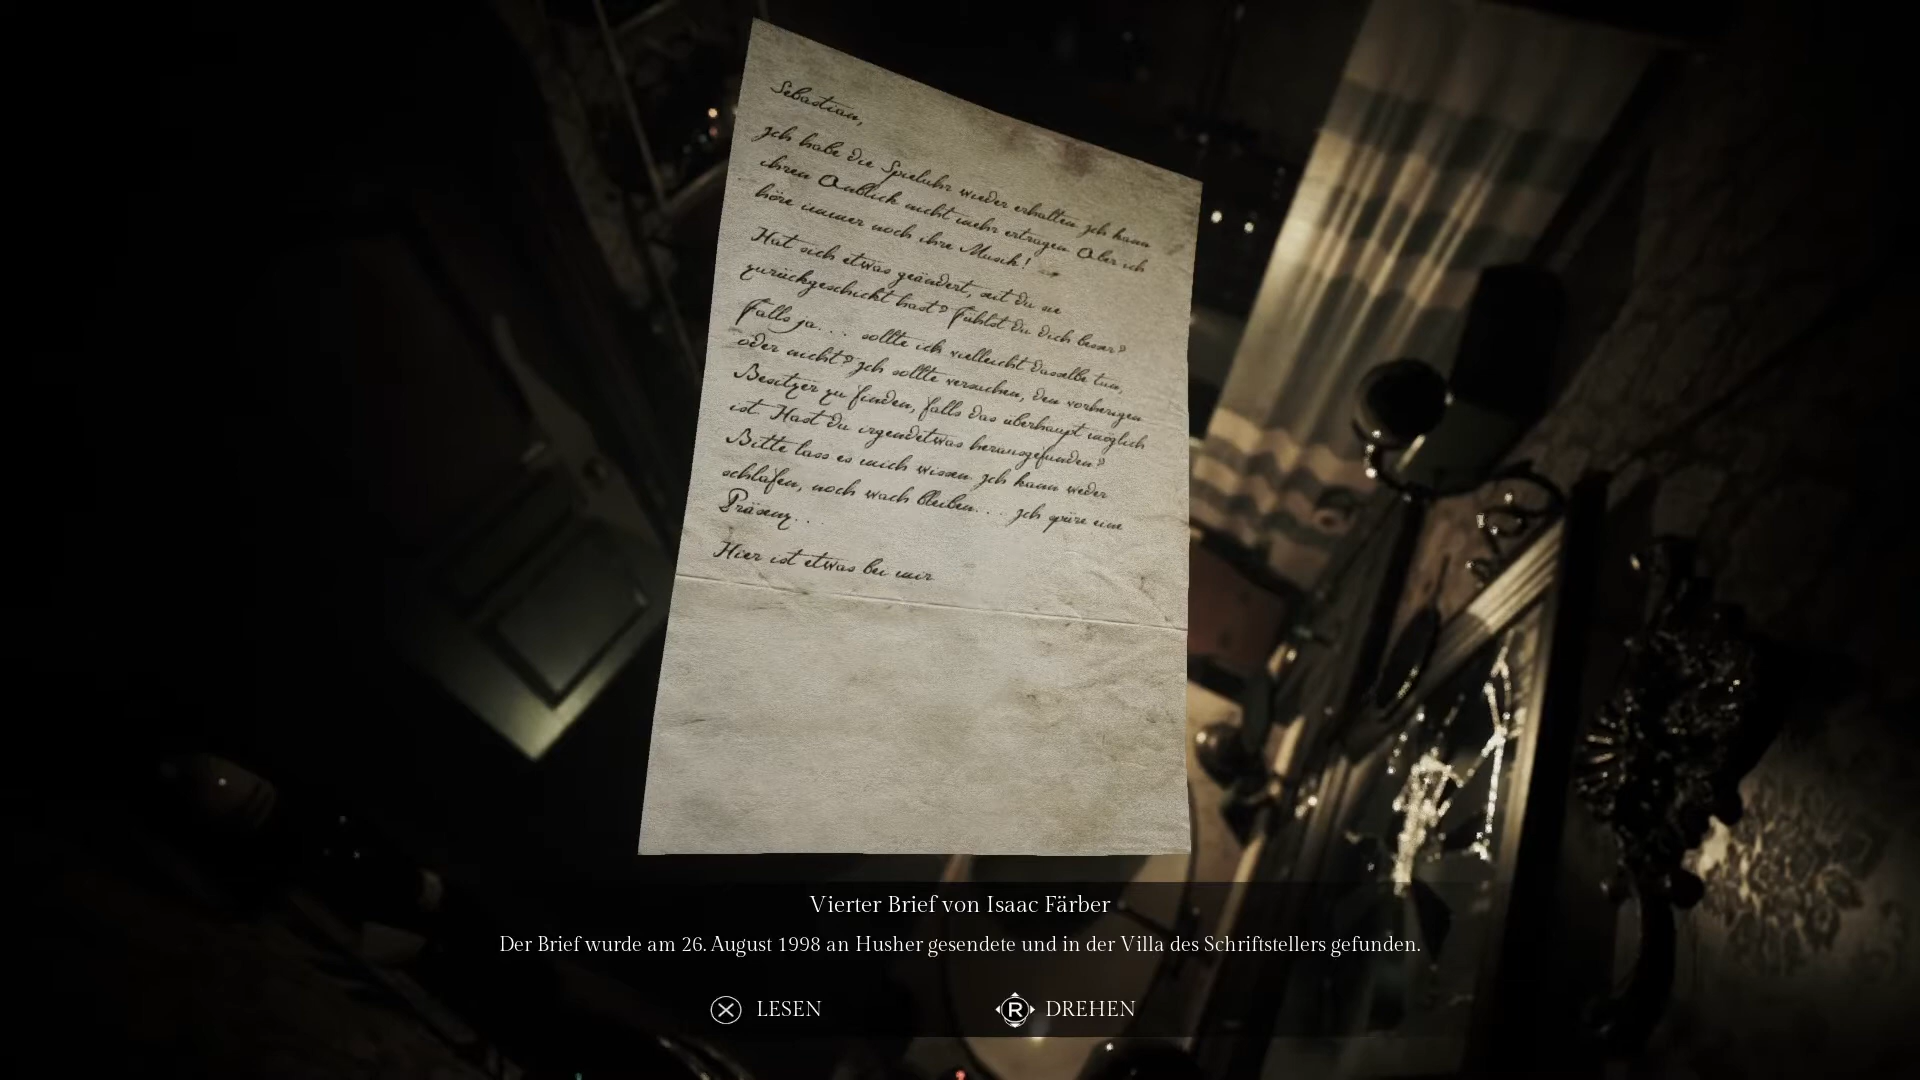 Sebastian,
Ich habe die Spieluhr wieder erhalten. Ich kann
ihren Anblick nicht mehr ertragen. Aber ich
höre immer noch ihre Musik!
Hat sich etwas geändert, seit du sie
zurückgeschickt hast? Fühlst du dich besser?
Falls ja. . . sollte ich vielleicht dasselbe tun,
oder nicht? Ich sollte versuchen, den vorherigen
Besitzer zu finden, falls das überhaupt möglich
ist. Hast du irgendetwas herausgefunden?
Bitte lass es mich wissen. Ich kann weder
schlafen, noch wach bleiben. . . Ich spüre eine
Präsenz. .
Hier ist etwas bei mir
Vierter Brief von Isaac Färber
Der Brief wurde am 26. August 1998 an Husher gesendete und in der Villa des Schriftstellers gefunden.
LESEN R DREHEN